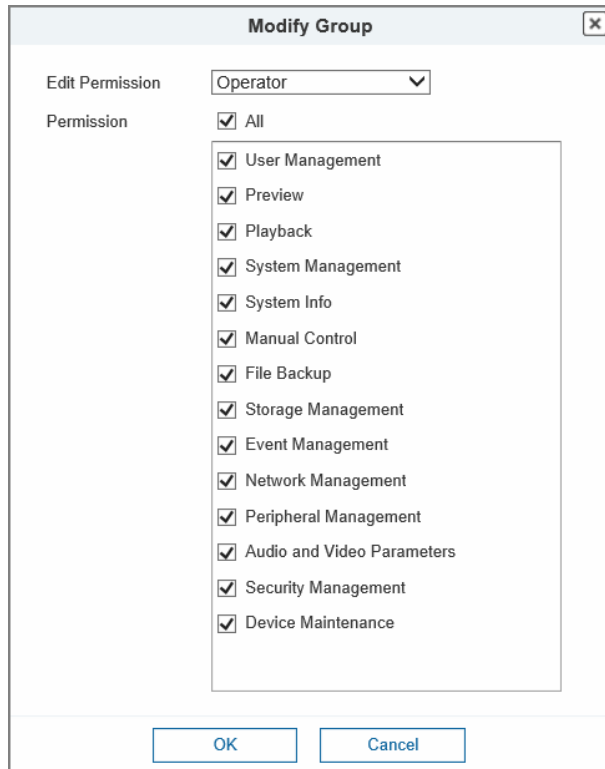 Modify Group
Edit Permission Operator
Permission All
User Management
Preview
Playback
System Management
System Info
Manual Control
File Backup
Storage Management
Event Management
Network Management
Peripheral Management
Audio and Video Parameters
Security Management
Device Maintenance
OK Cancel